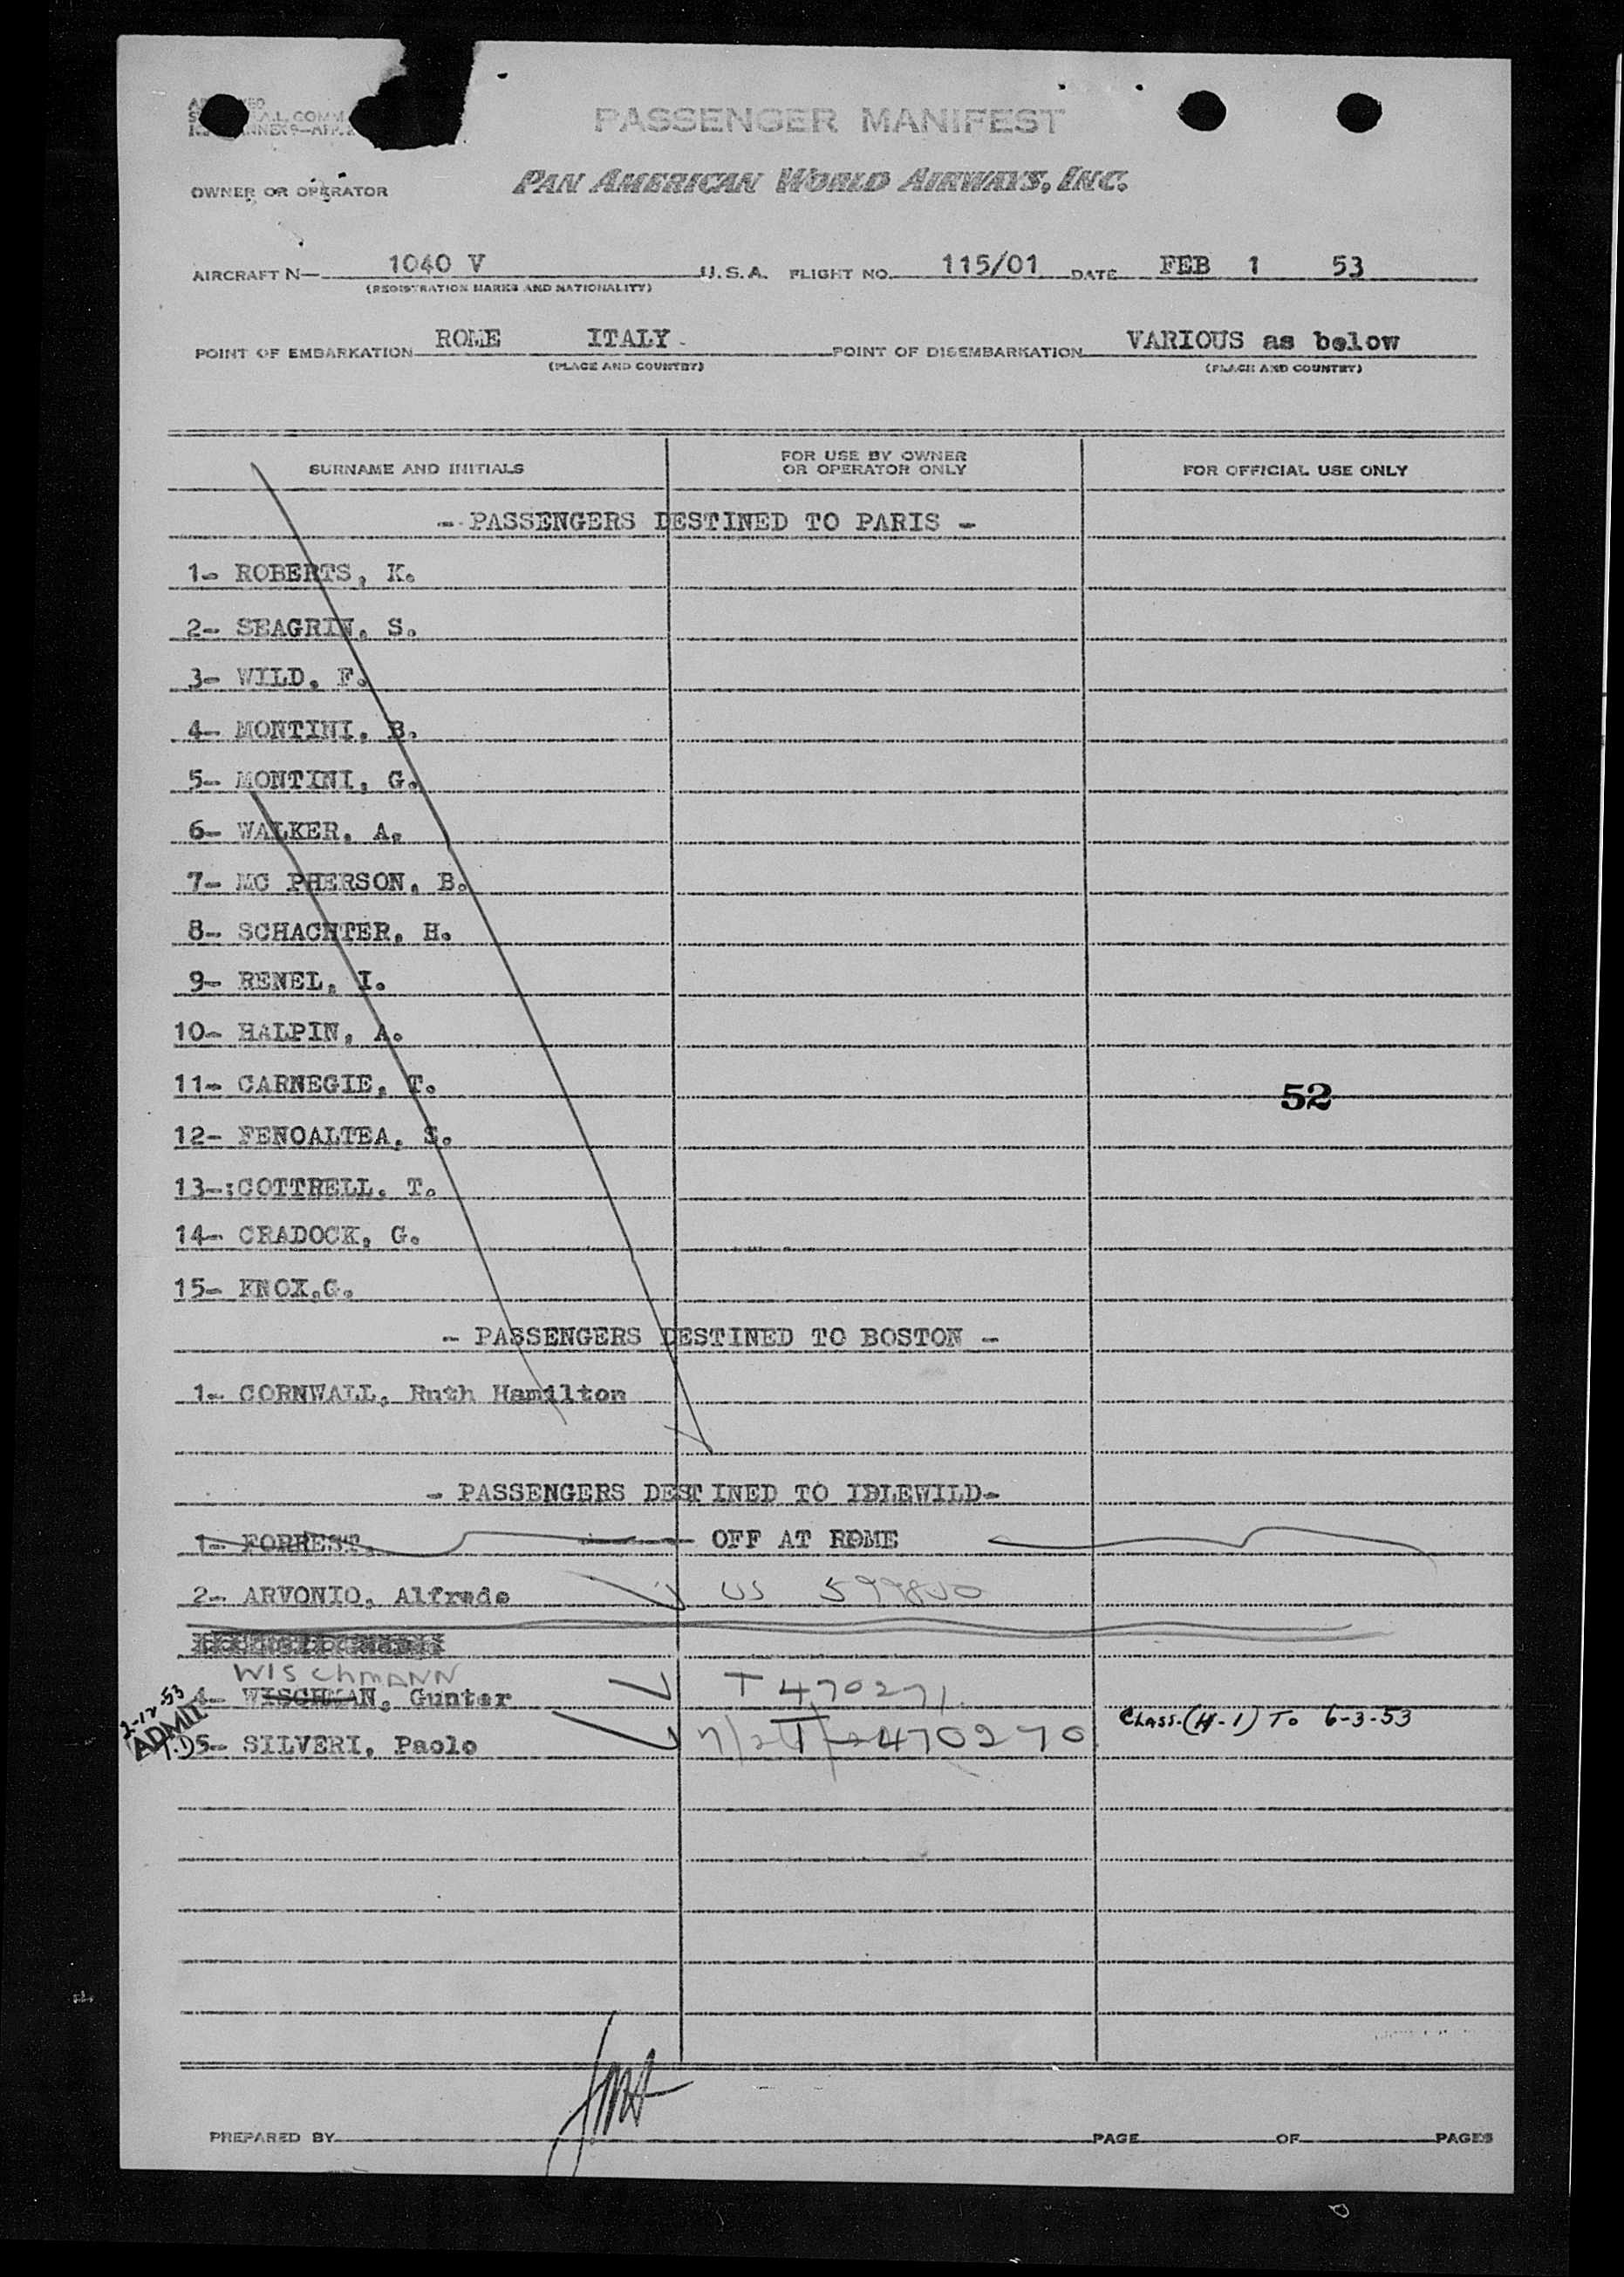 PASSENGER MANIFEST
OWNER OR OPERATOR PAN AMERICAN WORLD AIRWAYS, INC.
AIRCRAFT N— 1040 V U.S.A. FLIGHT NO. 115/01 DATE FEB 1 53
(REGISTRATION MARKS AND NATIONALITY)
POINT OF EMBARKATION ROME ITALY POINT OF DISEMBARKATION VARIOUS as below
(PLACE AND COUNTRY) (PLACE AND COUNTRY)
SURNAME AND INITIALS FOR USE BY OWNER OR OPERATOR ONLY FOR OFFICIAL USE ONLY
- PASSENGERS DESTINED TO PARIS -
1- ROBERTS, K.
2- SEAGRIN, S.
3- WILD, F.
4- MONTINI, B.
5- MONTINI, G.
6- WALKER, A.
7- MC PHERSON, B.
8- SCHACHTER, H.
9- RENEL, I.
10- HALPIN, A.
11- CARNEGIE, T.
52
12- FENOALTEA, S.
13-:COTTRELL, T.
14- CRADOCK, G.
15- KNOX,G.
- PASSENGERS DESTINED TO BOSTON -
1- CORNWALL, Ruth Hamilton
- PASSENGERS DESTINED TO IDLEWILD-
1- FORREST, OFF AT ROME
2- ARVONIO, Alfredo US
WISchMANN
4- WISCHMAN, Gunter T 470271
2-12-53
ADMIT
5- SILVERI, Paolo T 470270 CLASS-(H-1) To 6-3-53
PREPARED BY PAGE OF PAGES